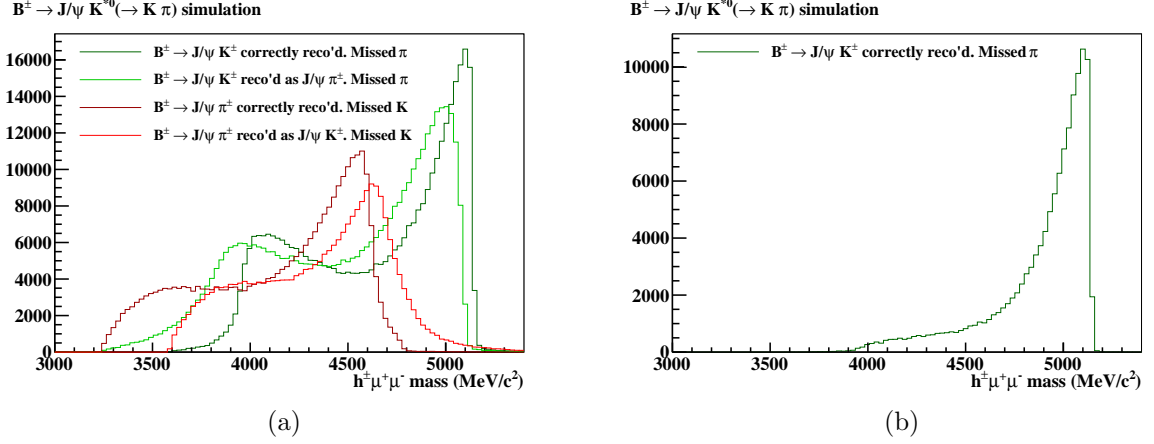 B± → J/ψ K*0(→ K π) simulation
B± → J/ψ K± correctly reco'd. Missed π
B± → J/ψ K± reco'd as J/ψ π±. Missed π
B± → J/ψ π± correctly reco'd. Missed K
B± → J/ψ π± reco'd as J/ψ K±. Missed K
16000
14000
12000
10000
8000
6000
4000
2000
0
3000 3500 4000 4500 5000
h±μ+μ- mass (MeV/c2)
(a)
B± → J/ψ K*0(→ K π) simulation
B± → J/ψ K± correctly reco'd. Missed π
10000
8000
6000
4000
2000
0
3000 3500 4000 4500 5000
h±μ+μ- mass (MeV/c2)
(b)